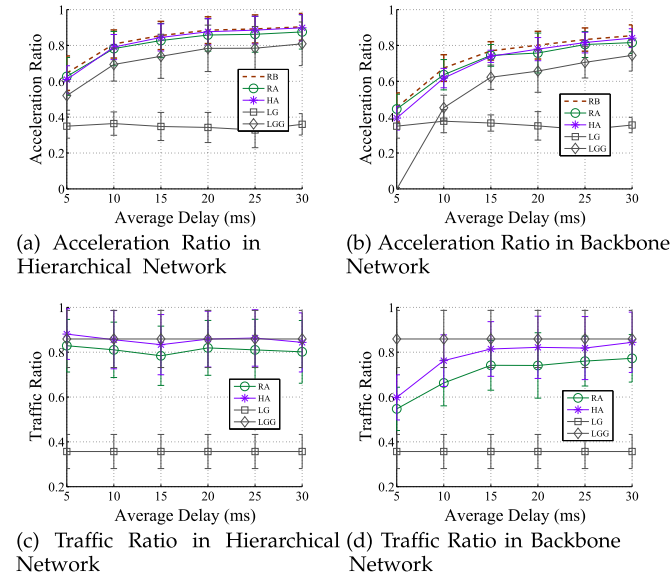 1
0.8
0.6
0.4
0.2
0
Acceleration Ratio
RB
RA
HA
LG
LGG
5 10 15 20 25 30
Average Delay (ms)
(a) Acceleration Ratio in
Hierarchical Network
1
0.8
0.6
0.4
0.2
0
Acceleration Ratio
RB
RA
HA
LG
LGG
5 10 15 20 25 30
Average Delay (ms)
(b) Acceleration Ratio in Backbone
Network
1
0.8
0.6
0.4
0.2
Traffic Ratio
RA
HA
LG
LGG
5 10 15 20 25 30
Average Delay (ms)
(c) Traffic Ratio in Hierarchical
Network
1
0.8
0.6
0.4
0.2
Traffic Ratio
RA
HA
LG
LGG
5 10 15 20 25 30
Average Delay (ms)
(d) Traffic Ratio in Backbone
Network